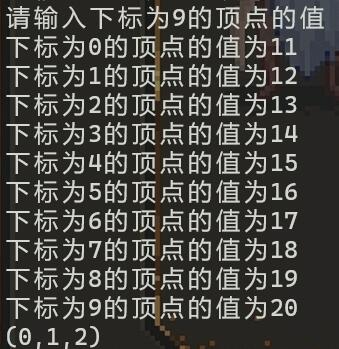 请输入下标为9的顶点的值
下标为0的顶点的值为11
下标为1的顶点的值为12
下标为2的顶点的值为13
下标为3的顶点的值为14
下标为4的顶点的值为15
下标为5的顶点的值为16
下标为6的顶点的值为17
下标为7的顶点的值为18
下标为8的顶点的值为19
下标为9的顶点的值为20
(0,1,2)